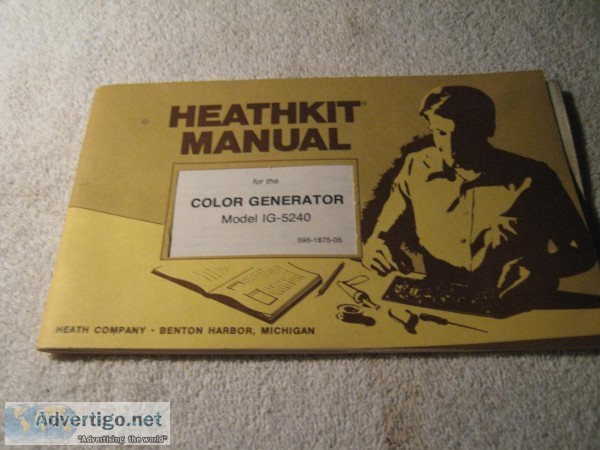 HEATHKIT®
MANUAL
for the
COLOR GENERATOR
Model IG-5240
595-1875-05
HEATH COMPANY • BENTON HARBOR, MICHIGAN
Advertigo.net
"Advertising the world"